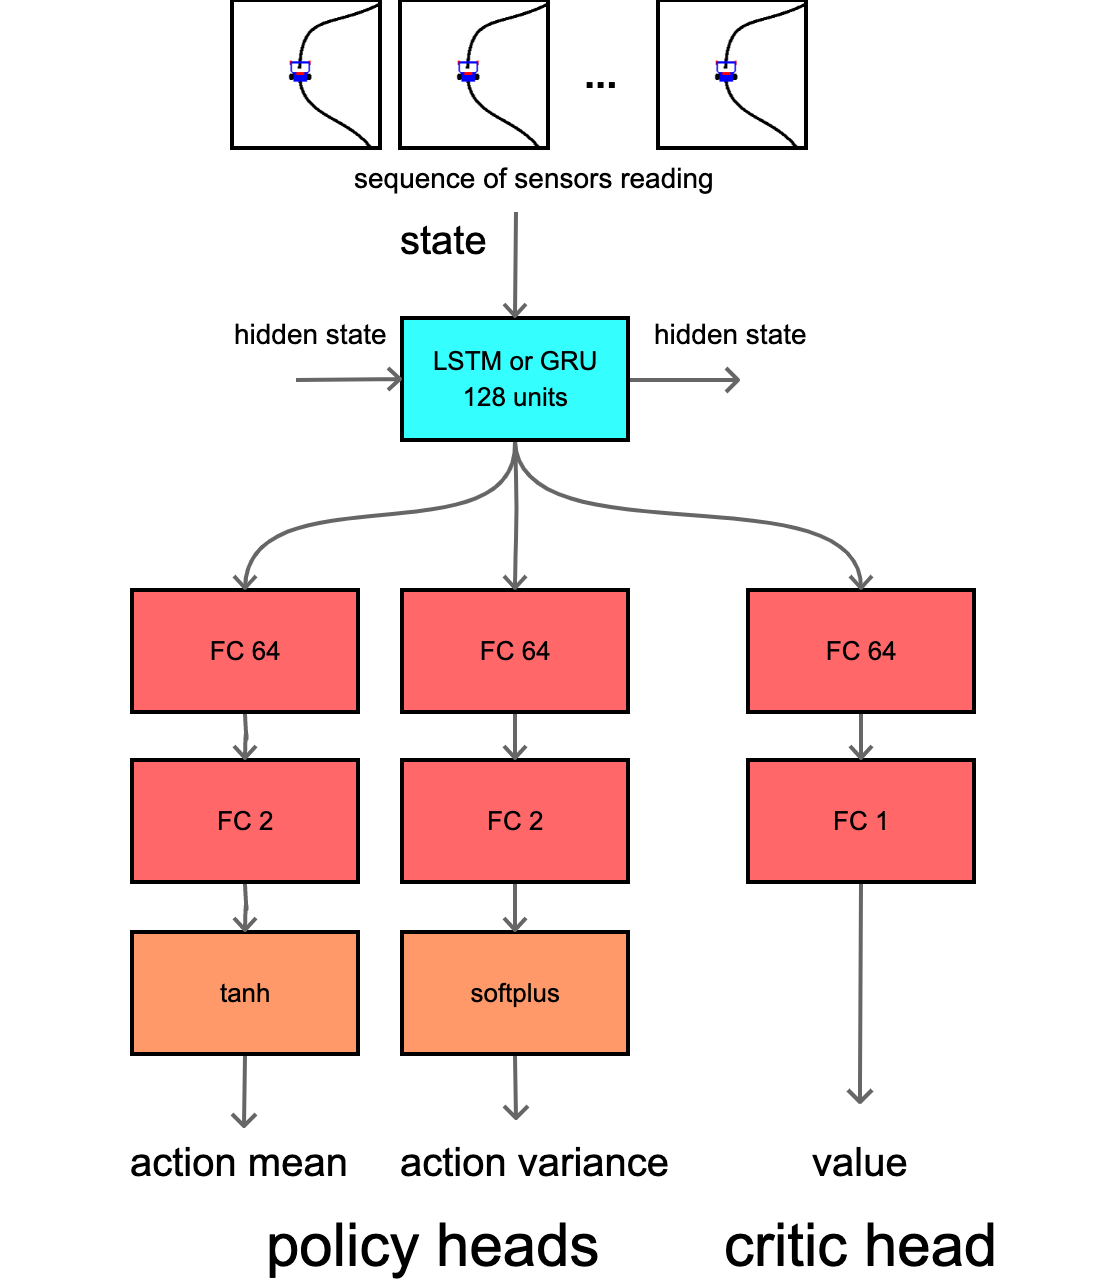 ...
sequence of sensors reading
state
hidden state
hidden state
LSTM or GRU
128 units
FC 64
FC 64
FC 64
FC 2
FC 2
FC 1
tanh
softplus
action mean
action variance
value
policy heads
critic head